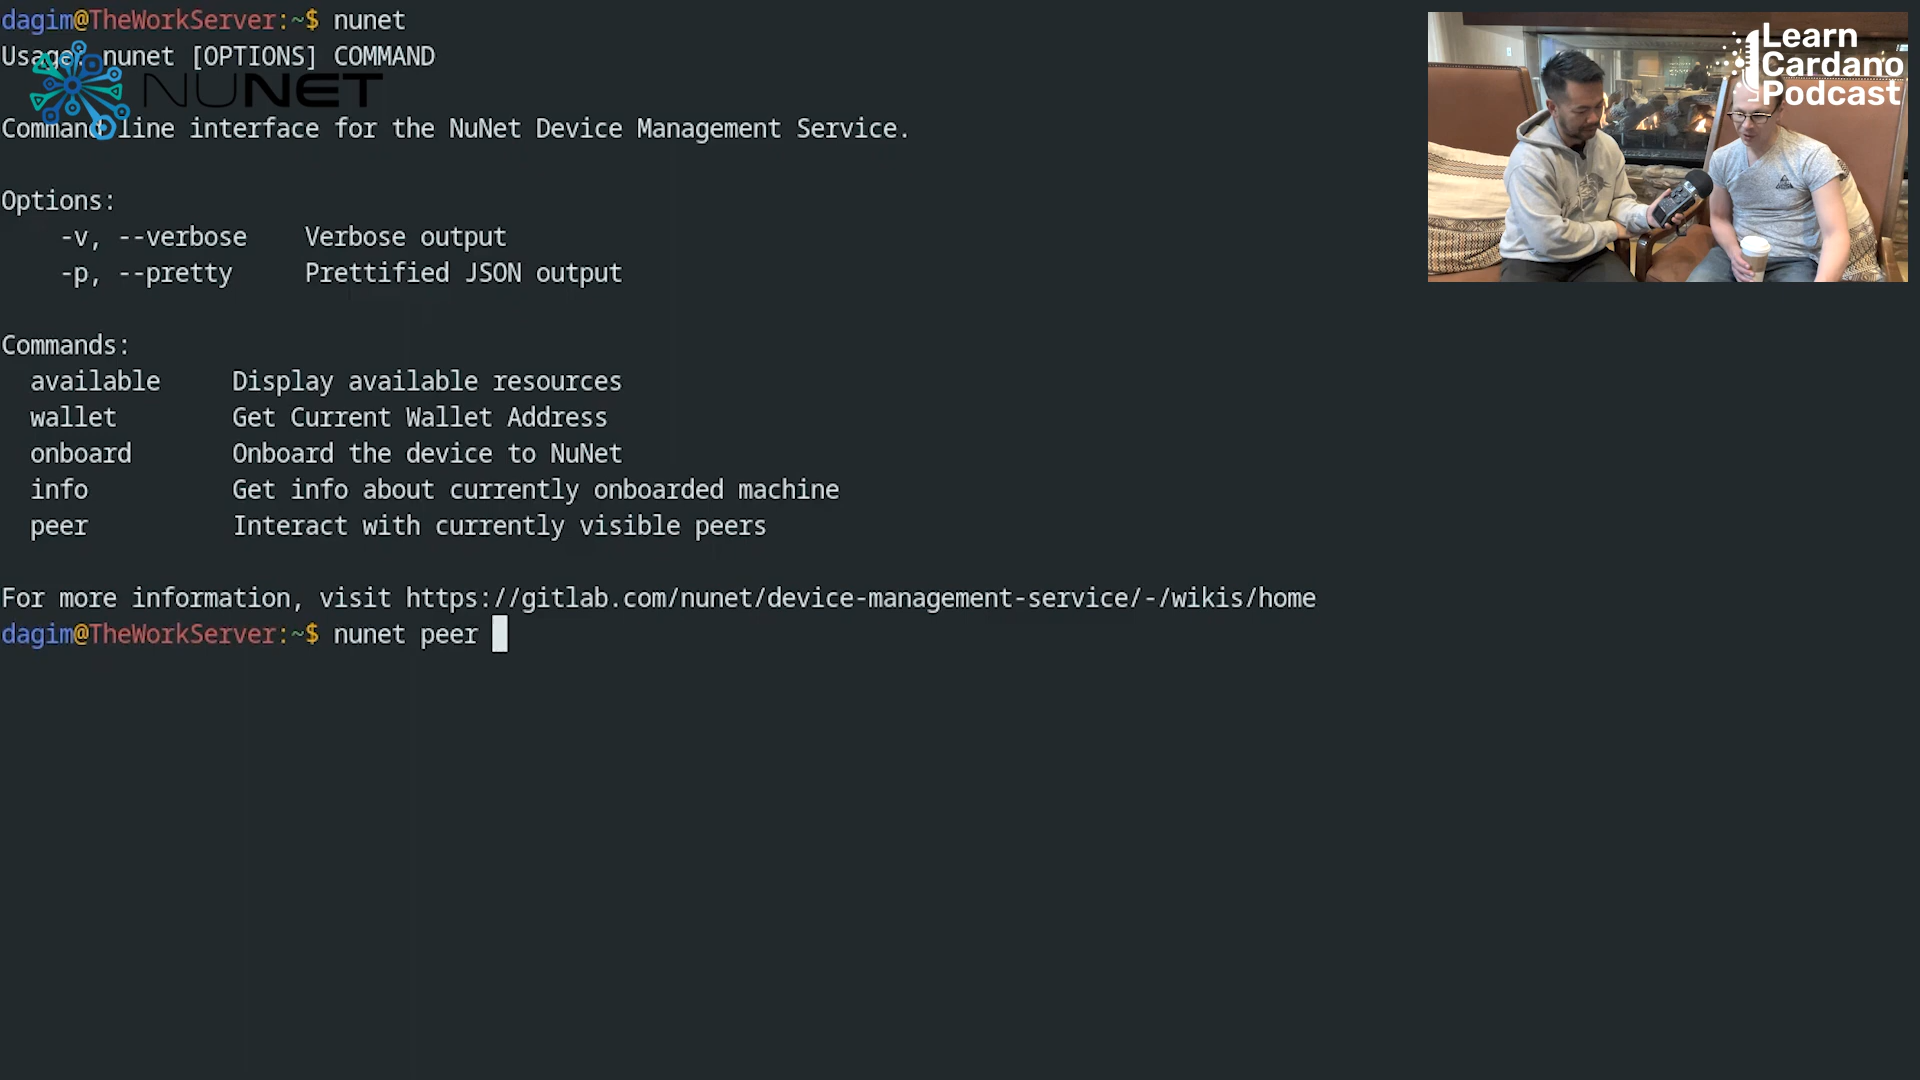 dagim@TheWorkServer:~$ nunet
Usage: nunet [OPTIONS] COMMAND
NUNET
Command line interface for the NuNet Device Management Service.
Options:
-v, --verbose Verbose output
-p, --pretty Prettified JSON output
Commands:
available Display available resources
wallet Get Current Wallet Address
onboard Onboard the device to NuNet
info Get info about currently onboarded machine
peer Interact with currently visible peers
For more information, visit https://gitlab.com/nunet/device-management-service/-/wikis/home
dagim@TheWorkServer:~$ nunet peer
Learn
Cardano
Podcast